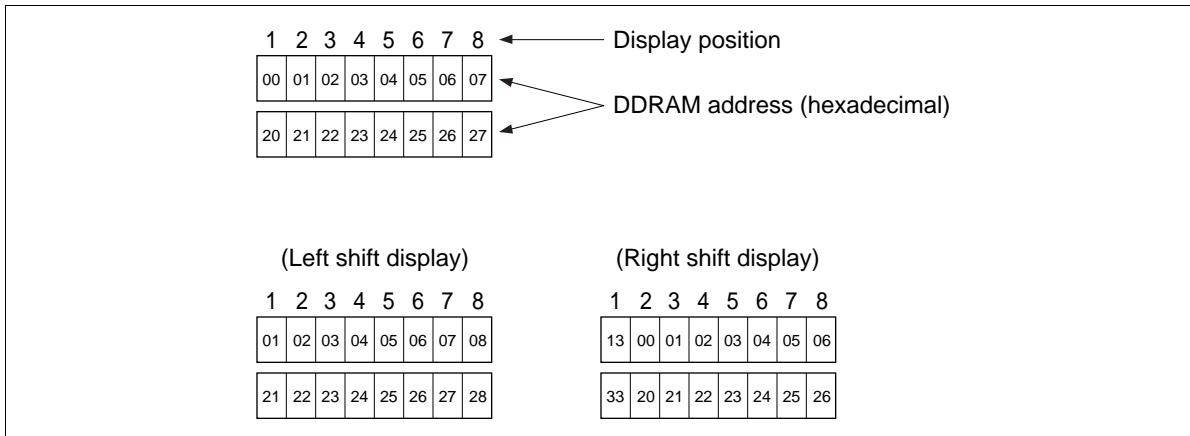 1 2 3 4 5 6 7 8 Display position
00 01 02 03 04 05 06 07
DDRAM address (hexadecimal)
20 21 22 23 24 25 26 27
(Left shift display)
1 2 3 4 5 6 7 8
01 02 03 04 05 06 07 08
21 22 23 24 25 26 27 28
(Right shift display)
1 2 3 4 5 6 7 8
13 00 01 02 03 04 05 06
33 20 21 22 23 24 25 26